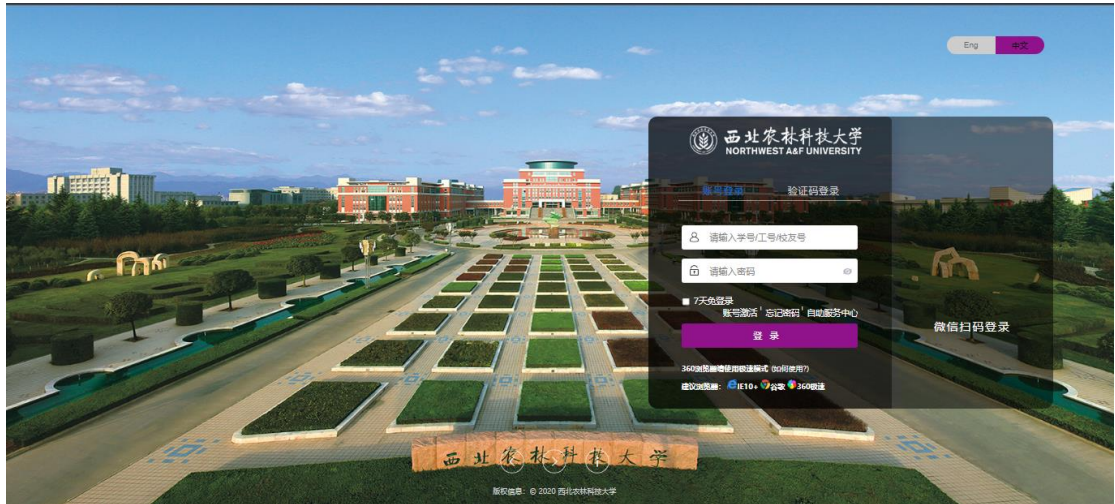 Eng 中文
西北农林科技大学
NORTHWEST A&F UNIVERSITY
账号登录 验证码登录
请输入学号/工号/校友号
请输入密码
7天免登录
账号激活 忘记密码 自助服务中心
登 录
微信扫码登录
360浏览器请使用极速模式 (如何使用?)
建议浏览器: IE10+ 谷歌 360极速
西北农林科技大学
版权信息: © 2020 西北农林科技大学